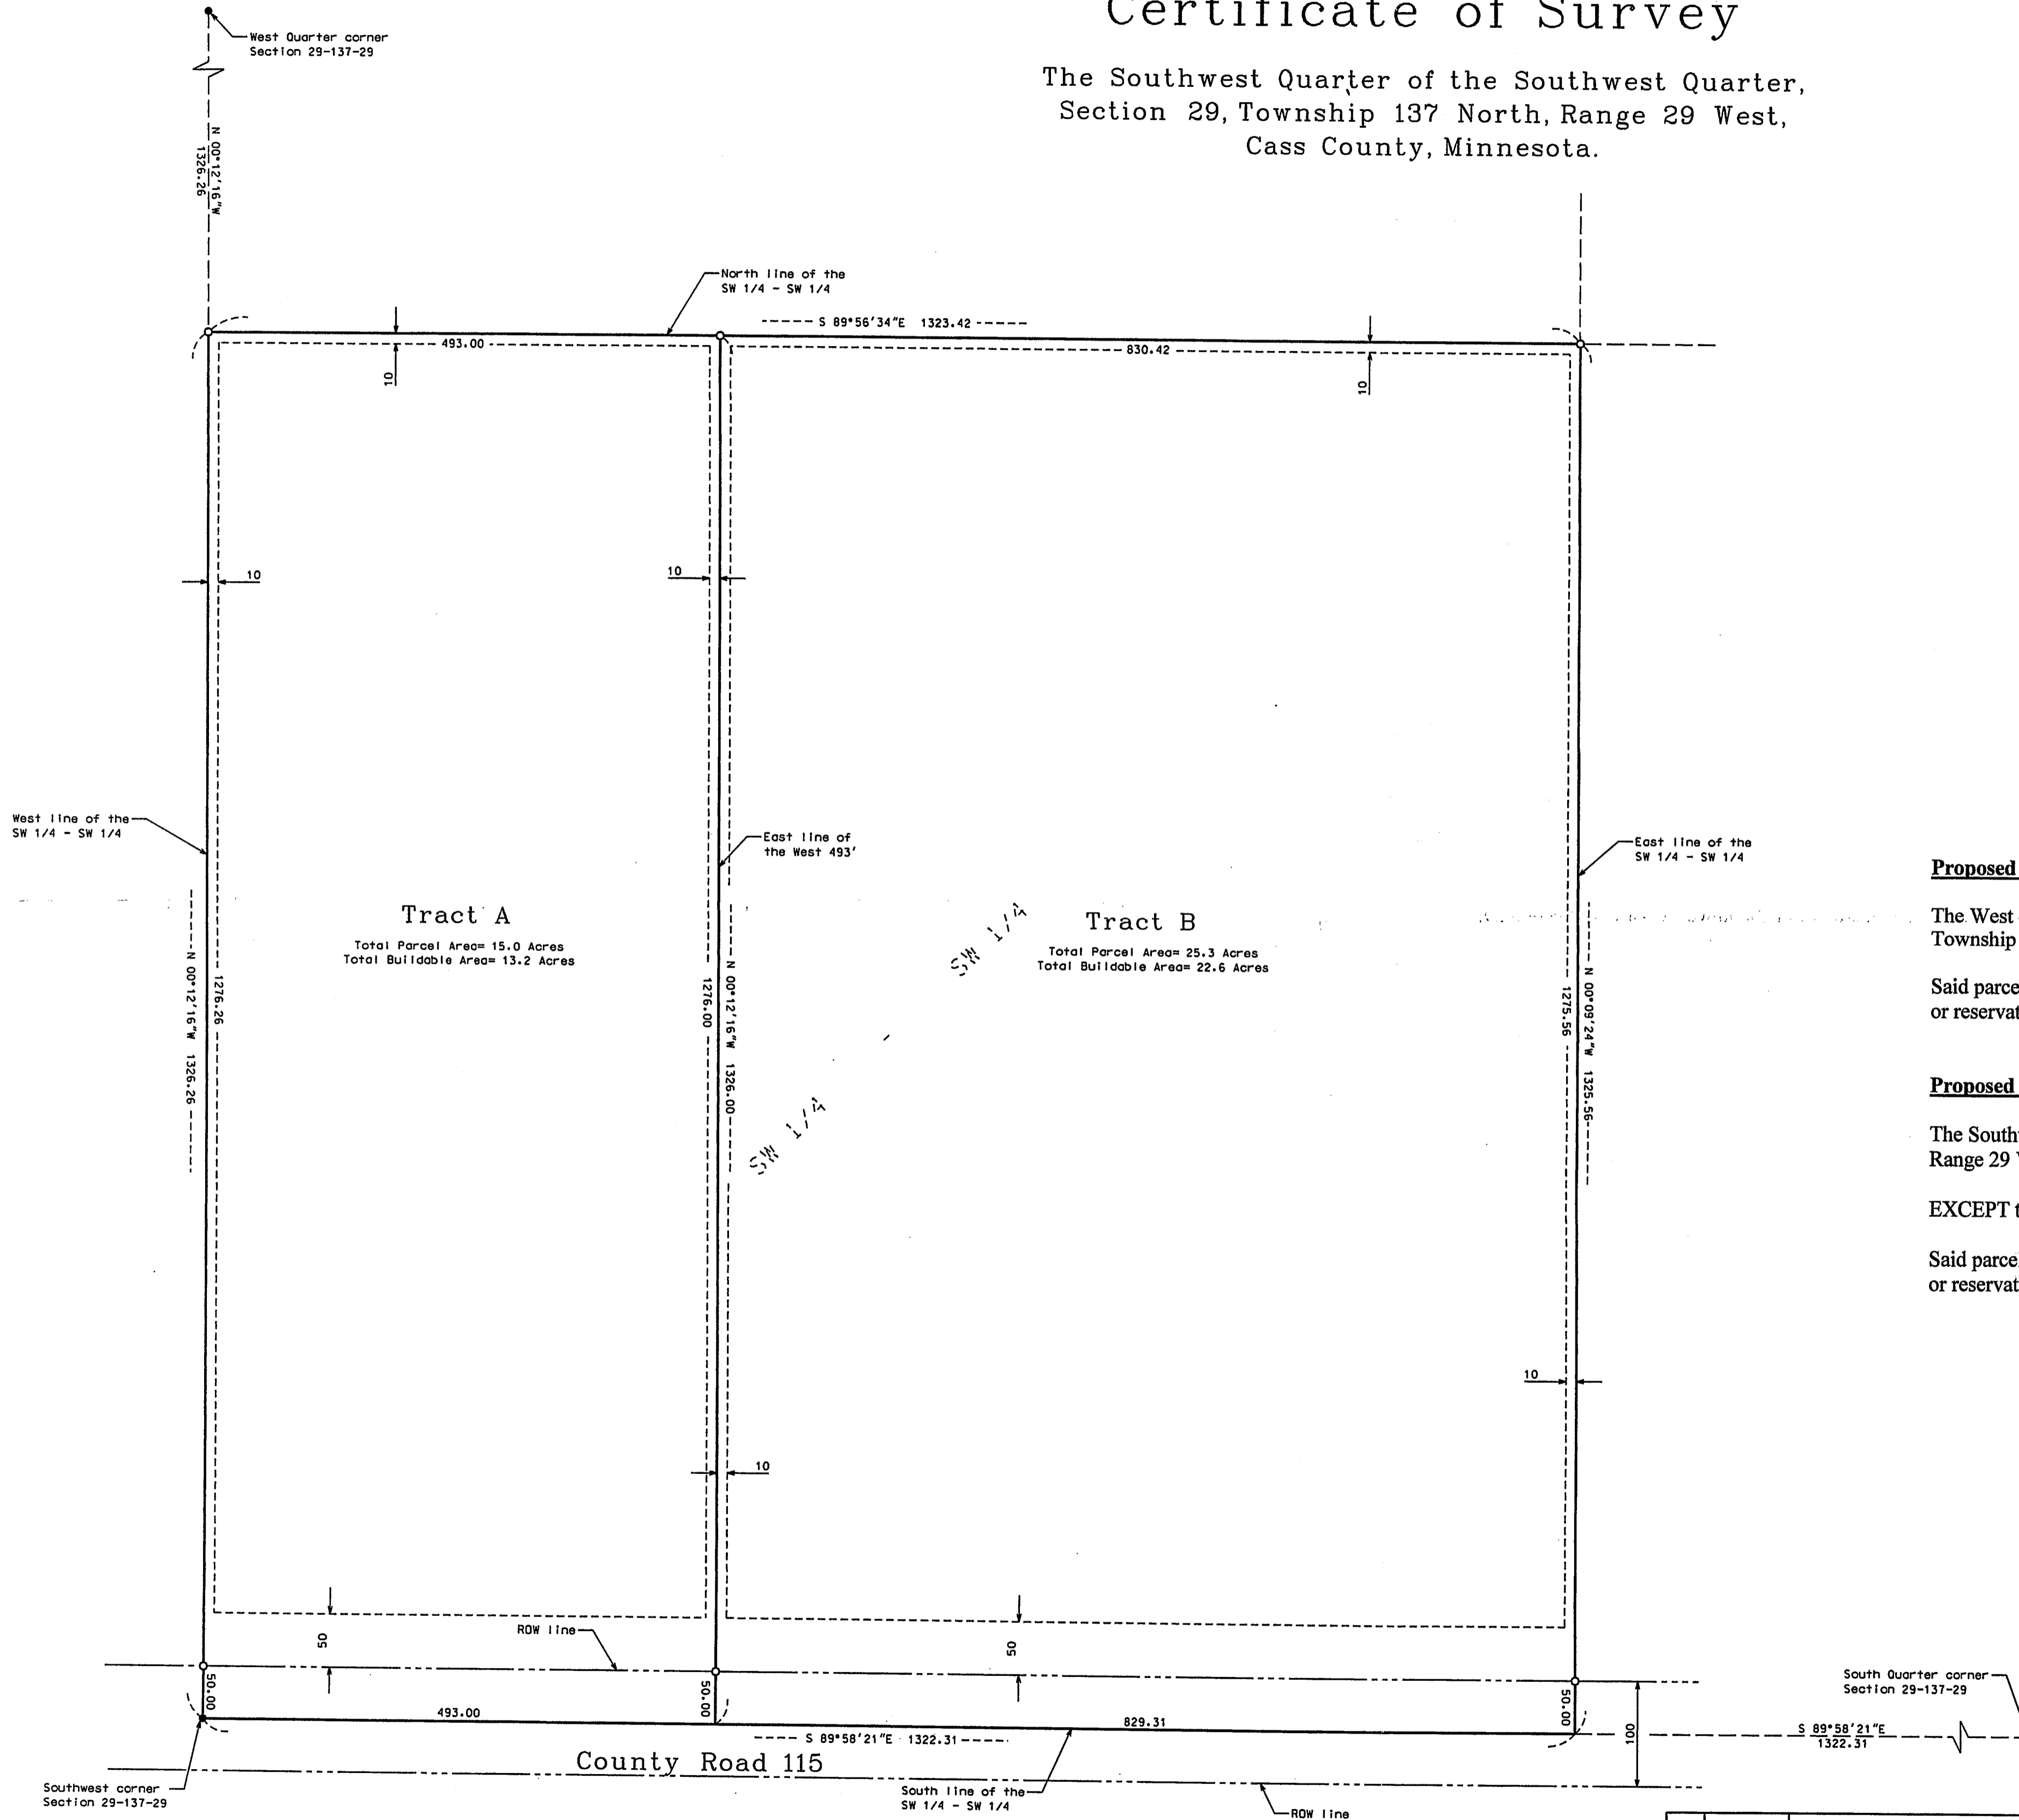 Certificate of Survey
The Southwest Quarter of the Southwest Quarter,
Section 29, Township 137 North, Range 29 West,
Cass County, Minnesota.
West Quarter corner
Section 29-137-29
N 00°12'16"W
1326.26
North line of the
SW 1/4 - SW 1/4
S 89°56'34"E 1323.42
493.00
830.42
10
10
10
10
West line of the
SW 1/4 - SW 1/4
East line of
the West 493'
East line of the
SW 1/4 - SW 1/4
Tract A
Total Parcel Area= 15.0 Acres
Total Buildable Area= 13.2 Acres
SW 1/4
SW 1/4
Tract B
Total Parcel Area= 25.3 Acres
Total Buildable Area= 22.6 Acres
N 00°12'16"W 1326.26
1276.26
1276.00
N 00°12'16"W 1326.00
1275.56
N 00°09'24"W 1325.56
Proposed
The West
Township
Said parce
or reservat
Proposed
The South
Range 29
EXCEPT t
Said parce
or reservat
10
10
50
50
ROW line
50.00
50.00
50.00
493.00
829.31
S 89°58'21"E 1322.31
100
South Quarter corner
Section 29-137-29
S 89°58'21"E
1322.31
County Road 115
Southwest corner
Section 29-137-29
South line of the
SW 1/4 - SW 1/4
ROW line